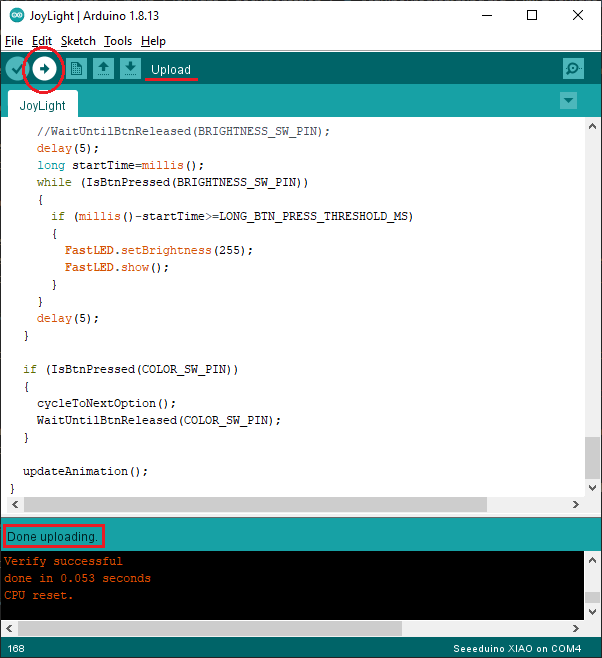 JoyLight | Arduino 1.8.13
File Edit Sketch Tools Help
Upload
JoyLight
//WaitUntilBtnReleased(BRIGHTNESS_SW_PIN);
delay(5);
long startTime=millis();
while (IsBtnPressed(BRIGHTNESS_SW_PIN))
{
if (millis()-startTime>=LONG_BTN_PRESS_THRESHOLD_MS)
{
FastLED.setBrightness(255);
FastLED.show();
}
}
delay(5);
}
if (IsBtnPressed(COLOR_SW_PIN))
{
cycleToNextOption();
WaitUntilBtnReleased(COLOR_SW_PIN);
}
updateAnimation();
}
Done uploading.
Verify successful
done in 0.053 seconds
CPU reset.
168 Seeeduino XIAO on COM4